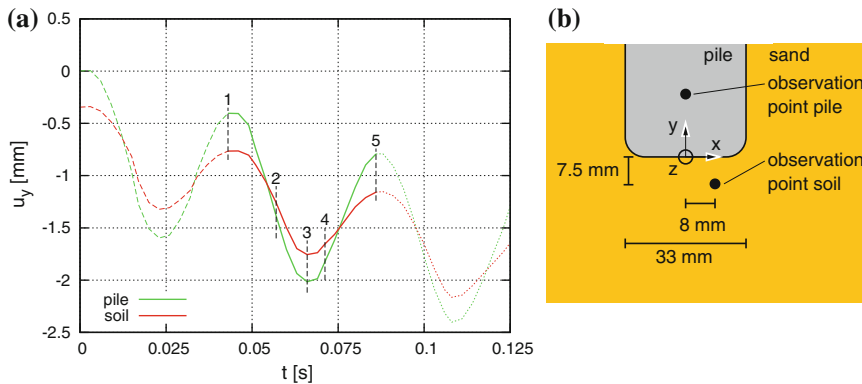 (a)
0.5
0
-0.5
-1
-1.5
-2
-2.5
u_y [mm]
1
2
3
4
5
pile
soil
0
0.025
0.05
0.075
0.1
0.125
t [s]
(b)
pile
sand
observation
point pile
y
x
z
7.5 mm
observation
point soil
8 mm
33 mm